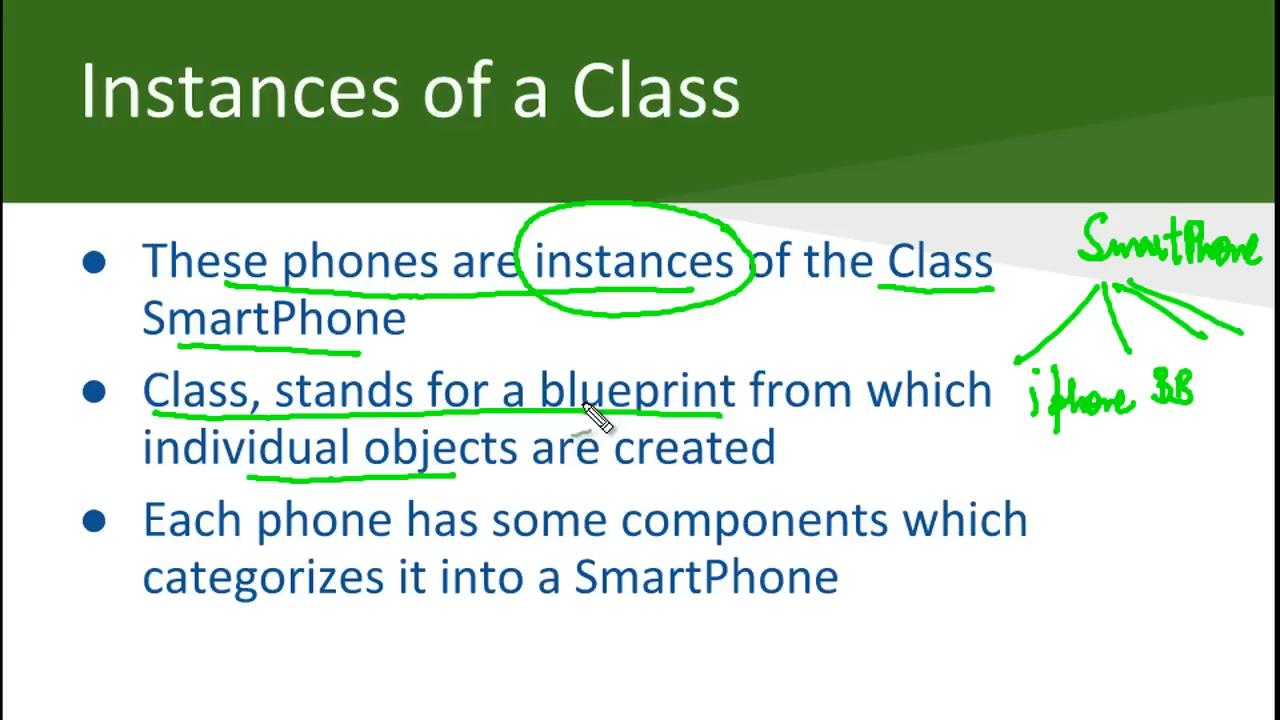 Instances of a Class
● These phones are instances of the Class
SmartPhone
● Class, stands for a blueprint from which
individual objects are created
● Each phone has some components which
categorizes it into a SmartPhone
SmartPhone
iphone BB